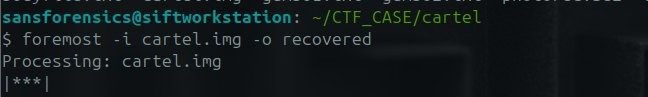 sansforensics@siftworkstation: ~/CTF_CASE/cartel
$ foremost -i cartel.img -o recovered
Processing: cartel.img
|***|